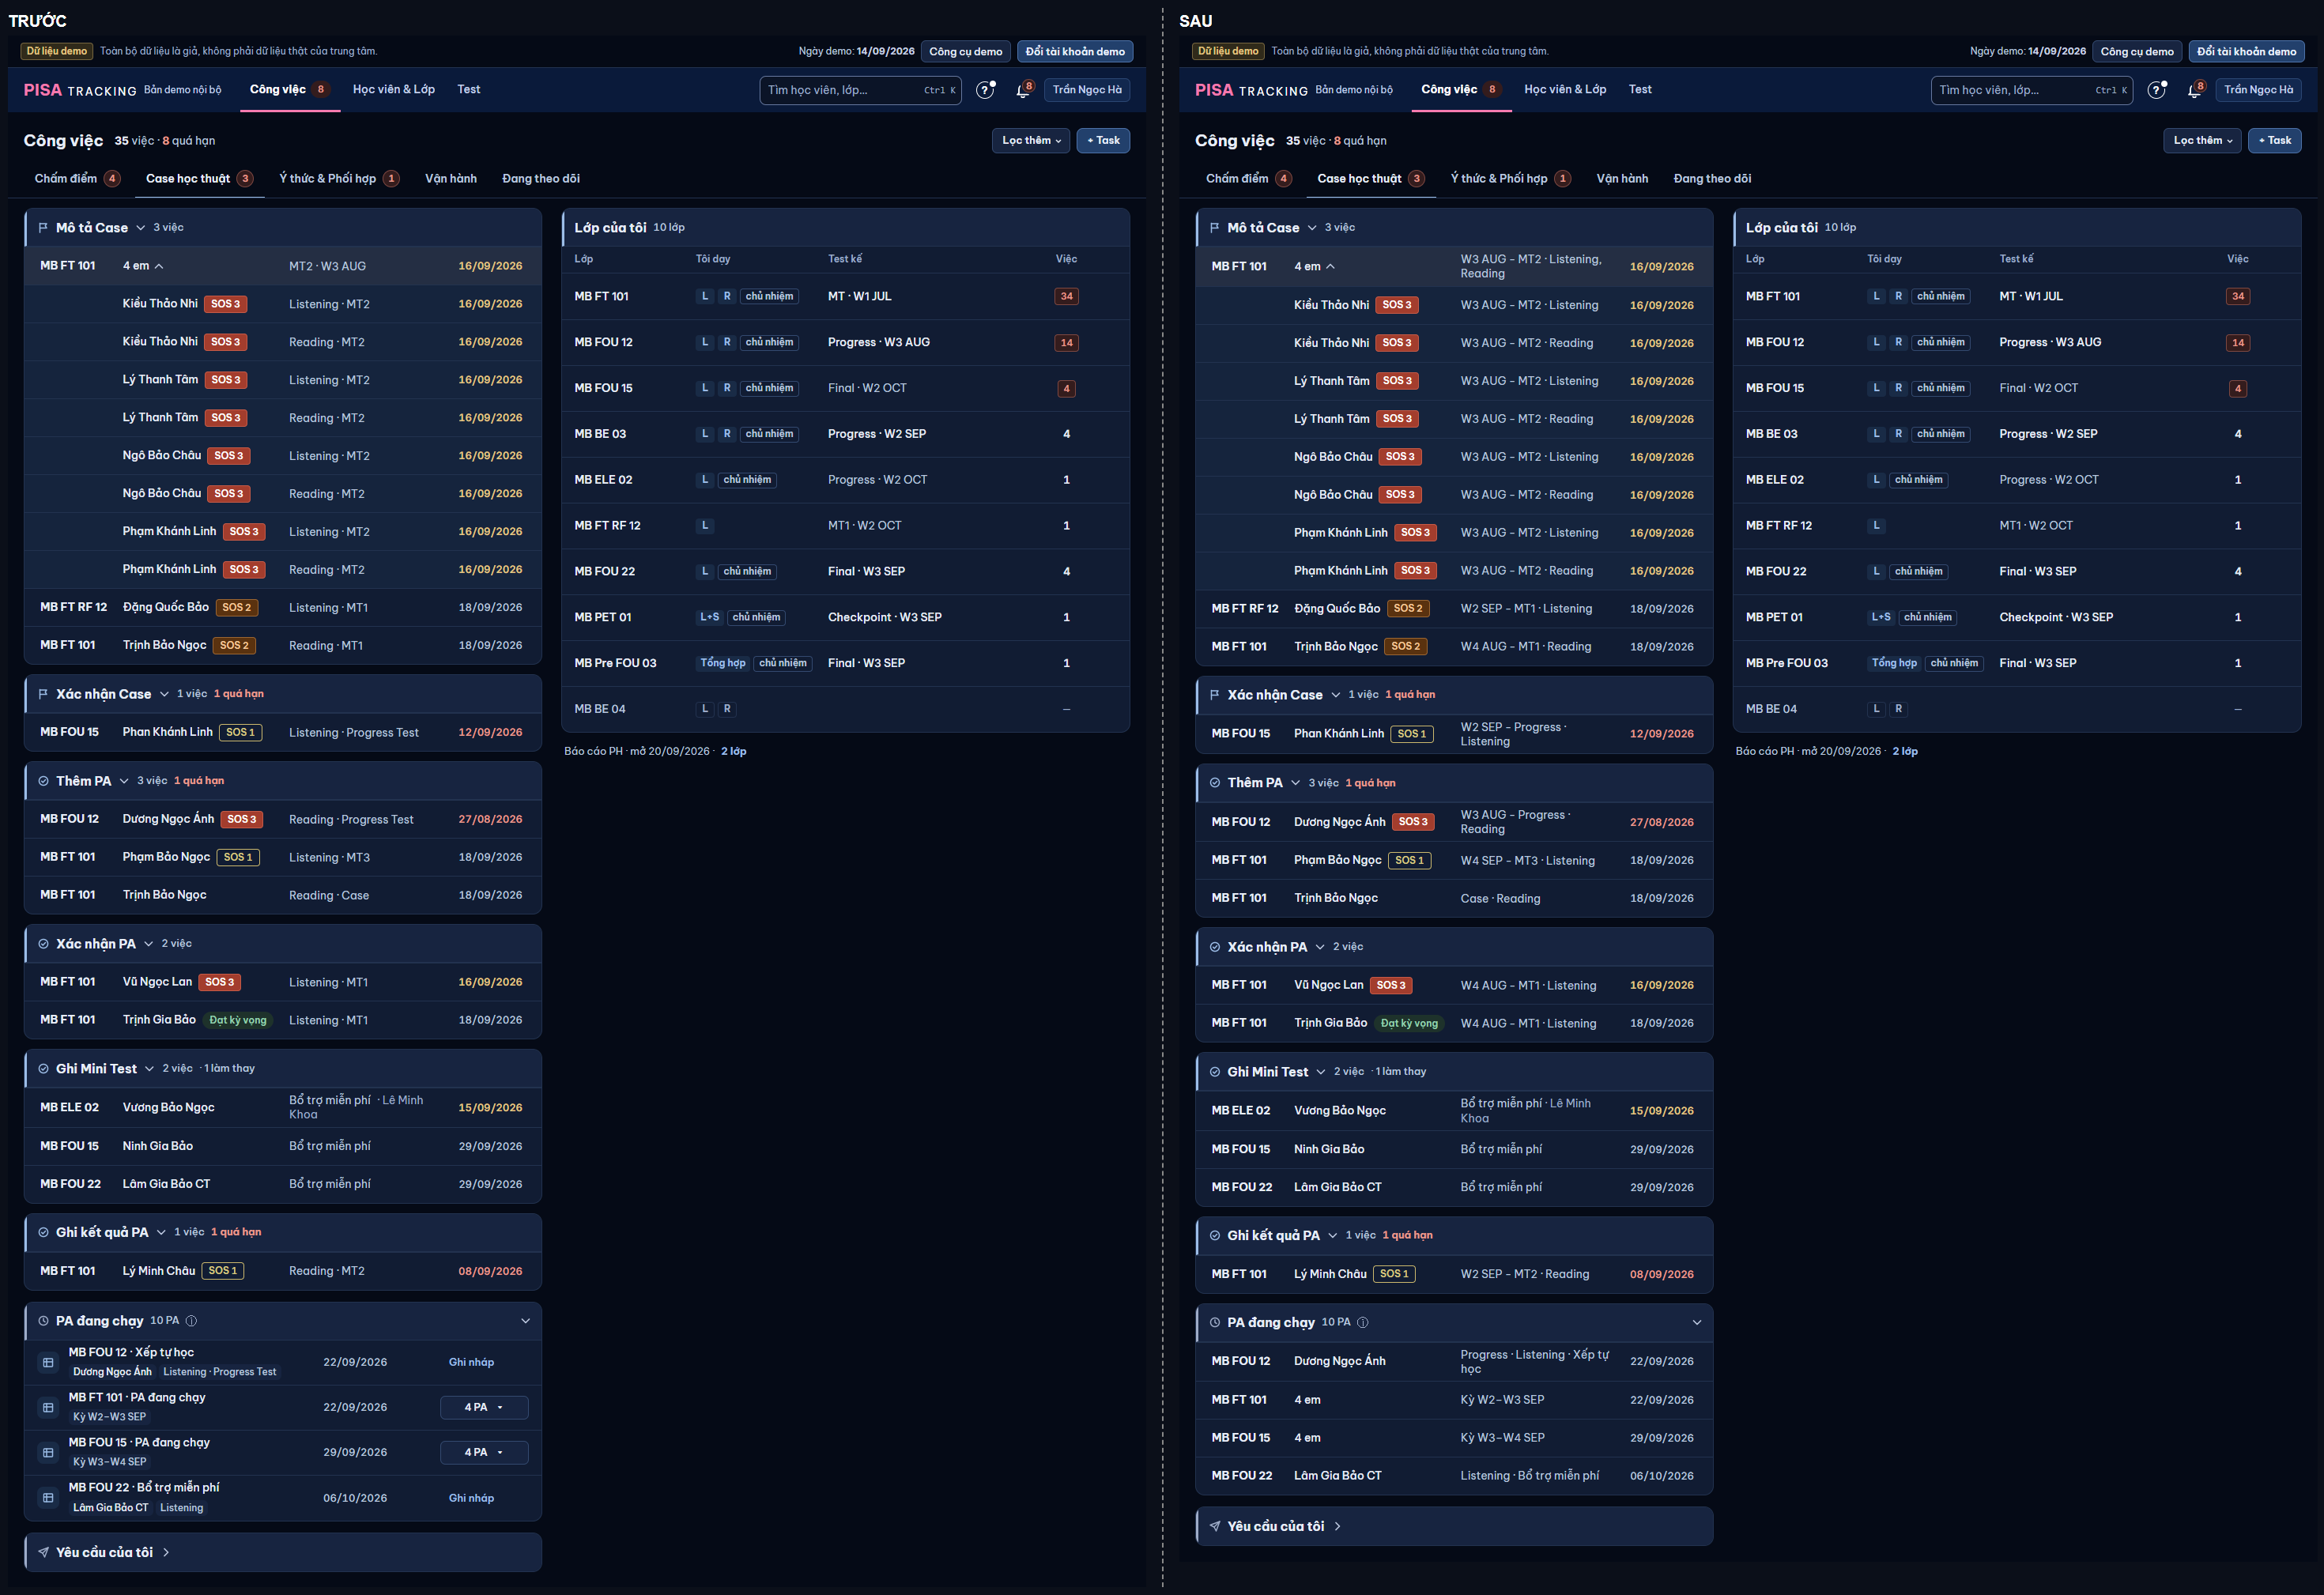 TRƯỚC
Dữ liệu demo Toàn bộ dữ liệu là giả, không phải dữ liệu thật của trung tâm. Ngày demo: 14/09/2026 Công cụ demo Đổi tài khoản demo
PISA TRACKING Bản demo nội bộ Công việc 8 Học viên & Lớp Test Tìm học viên, lớp... Ctrl K ? 8 Trần Ngọc Hà
Công việc 35 việc · 8 quá hạn Lọc thêm + Task
Chấm điểm 4 Case học thuật 3 Ý thức & Phối hợp 1 Vận hành Đang theo dõi
Mô tả Case 3 việc
MB FT 101 4 em MT2 · W3 AUG 16/09/2026
Kiều Thảo Nhi SOS 3 Listening · MT2 16/09/2026
Kiều Thảo Nhi SOS 3 Reading · MT2 16/09/2026
Lý Thanh Tâm SOS 3 Listening · MT2 16/09/2026
Lý Thanh Tâm SOS 3 Reading · MT2 16/09/2026
Ngô Bảo Châu SOS 3 Listening · MT2 16/09/2026
Ngô Bảo Châu SOS 3 Reading · MT2 16/09/2026
Phạm Khánh Linh SOS 3 Listening · MT2 16/09/2026
Phạm Khánh Linh SOS 3 Reading · MT2 16/09/2026
MB FT RF 12 Đặng Quốc Bảo SOS 2 Listening · MT1 18/09/2026
MB FT 101 Trịnh Bảo Ngọc SOS 2 Reading · MT1 18/09/2026
Xác nhận Case 1 việc 1 quá hạn
MB FOU 15 Phan Khánh Linh SOS 1 Listening · Progress Test 12/09/2026
Thêm PA 3 việc 1 quá hạn
MB FOU 12 Dương Ngọc Ánh SOS 3 Reading · Progress Test 27/08/2026
MB FT 101 Phạm Bảo Ngọc SOS 1 Listening · MT3 18/09/2026
MB FT 101 Trịnh Bảo Ngọc Reading · Case 18/09/2026
Xác nhận PA 2 việc
MB FT 101 Vũ Ngọc Lan SOS 3 Listening · MT1 16/09/2026
MB FT 101 Trịnh Gia Bảo Đạt kỳ vọng Listening · MT1 18/09/2026
Ghi Mini Test 2 việc · 1 làm thay
MB ELE 02 Vương Bảo Ngọc Bổ trợ miễn phí · Lê Minh Khoa 15/09/2026
MB FOU 15 Ninh Gia Bảo Bổ trợ miễn phí 29/09/2026
MB FOU 22 Lâm Gia Bảo CT Bổ trợ miễn phí 29/09/2026
Ghi kết quả PA 1 việc 1 quá hạn
MB FT 101 Lý Minh Châu SOS 1 Reading · MT2 08/09/2026
PA đang chạy 10 PA
MB FOU 12 · Xếp tự học 22/09/2026 Ghi nháp
Dương Ngọc Ánh Listening · Progress Test
MB FT 101 · PA đang chạy 22/09/2026 4 PA
Kỳ W2–W3 SEP
MB FOU 15 · PA đang chạy 29/09/2026 4 PA
Kỳ W3–W4 SEP
MB FOU 22 · Bổ trợ miễn phí 06/10/2026 Ghi nháp
Lâm Gia Bảo CT Listening
Yêu cầu của tôi
Lớp của tôi 10 lớp
Lớp Tôi dạy Test kế Việc
MB FT 101 L R chủ nhiệm MT · W1 JUL 34
MB FOU 12 L R chủ nhiệm Progress · W3 AUG 14
MB FOU 15 L R chủ nhiệm Final · W2 OCT 4
MB BE 03 L R chủ nhiệm Progress · W2 SEP 4
MB ELE 02 L chủ nhiệm Progress · W2 OCT 1
MB FT RF 12 L MT1 · W2 OCT 1
MB FOU 22 L chủ nhiệm Final · W3 SEP 4
MB PET 01 L+S chủ nhiệm Checkpoint · W3 SEP 1
MB Pre FOU 03 Tổng hợp chủ nhiệm Final · W3 SEP 1
MB BE 04 L R –
Báo cáo PH · mở 20/09/2026 · 2 lớp
SAU
Dữ liệu demo Toàn bộ dữ liệu là giả, không phải dữ liệu thật của trung tâm. Ngày demo: 14/09/2026 Công cụ demo Đổi tài khoản demo
PISA TRACKING Bản demo nội bộ Công việc 8 Học viên & Lớp Test Tìm học viên, lớp... Ctrl K ? 8 Trần Ngọc Hà
Công việc 35 việc · 8 quá hạn Lọc thêm + Task
Chấm điểm 4 Case học thuật 3 Ý thức & Phối hợp 1 Vận hành Đang theo dõi
Mô tả Case 3 việc
MB FT 101 4 em W3 AUG – MT2 · Listening, Reading 16/09/2026
Kiều Thảo Nhi SOS 3 W3 AUG – MT2 · Listening 16/09/2026
Kiều Thảo Nhi SOS 3 W3 AUG – MT2 · Reading 16/09/2026
Lý Thanh Tâm SOS 3 W3 AUG – MT2 · Listening 16/09/2026
Lý Thanh Tâm SOS 3 W3 AUG – MT2 · Reading 16/09/2026
Ngô Bảo Châu SOS 3 W3 AUG – MT2 · Listening 16/09/2026
Ngô Bảo Châu SOS 3 W3 AUG – MT2 · Reading 16/09/2026
Phạm Khánh Linh SOS 3 W3 AUG – MT2 · Listening 16/09/2026
Phạm Khánh Linh SOS 3 W3 AUG – MT2 · Reading 16/09/2026
MB FT RF 12 Đặng Quốc Bảo SOS 2 W2 SEP – MT1 · Listening 18/09/2026
MB FT 101 Trịnh Bảo Ngọc SOS 2 W4 AUG – MT1 · Reading 18/09/2026
Xác nhận Case 1 việc 1 quá hạn
MB FOU 15 Phan Khánh Linh SOS 1 W2 SEP – Progress · Listening 12/09/2026
Thêm PA 3 việc 1 quá hạn
MB FOU 12 Dương Ngọc Ánh SOS 3 W3 AUG – Progress · Reading 27/08/2026
MB FT 101 Phạm Bảo Ngọc SOS 1 W4 SEP – MT3 · Listening 18/09/2026
MB FT 101 Trịnh Bảo Ngọc Case · Reading 18/09/2026
Xác nhận PA 2 việc
MB FT 101 Vũ Ngọc Lan SOS 3 W4 AUG – MT1 · Listening 16/09/2026
MB FT 101 Trịnh Gia Bảo Đạt kỳ vọng W4 AUG – MT1 · Listening 18/09/2026
Ghi Mini Test 2 việc · 1 làm thay
MB ELE 02 Vương Bảo Ngọc Bổ trợ miễn phí · Lê Minh Khoa 15/09/2026
MB FOU 15 Ninh Gia Bảo Bổ trợ miễn phí 29/09/2026
MB FOU 22 Lâm Gia Bảo CT Bổ trợ miễn phí 29/09/2026
Ghi kết quả PA 1 việc 1 quá hạn
MB FT 101 Lý Minh Châu SOS 1 W2 SEP – MT2 · Reading 08/09/2026
PA đang chạy 10 PA
MB FOU 12 Dương Ngọc Ánh Progress · Listening · Xếp tự học 22/09/2026
MB FT 101 4 em Kỳ W2–W3 SEP 22/09/2026
MB FOU 15 4 em Kỳ W3–W4 SEP 29/09/2026
MB FOU 22 Lâm Gia Bảo CT Listening · Bổ trợ miễn phí 06/10/2026
Yêu cầu của tôi
Lớp của tôi 10 lớp
Lớp Tôi dạy Test kế Việc
MB FT 101 L R chủ nhiệm MT · W1 JUL 34
MB FOU 12 L R chủ nhiệm Progress · W3 AUG 14
MB FOU 15 L R chủ nhiệm Final · W2 OCT 4
MB BE 03 L R chủ nhiệm Progress · W2 SEP 4
MB ELE 02 L chủ nhiệm Progress · W2 OCT 1
MB FT RF 12 L MT1 · W2 OCT 1
MB FOU 22 L chủ nhiệm Final · W3 SEP 4
MB PET 01 L+S chủ nhiệm Checkpoint · W3 SEP 1
MB Pre FOU 03 Tổng hợp chủ nhiệm Final · W3 SEP 1
MB BE 04 L R –
Báo cáo PH · mở 20/09/2026 · 2 lớp